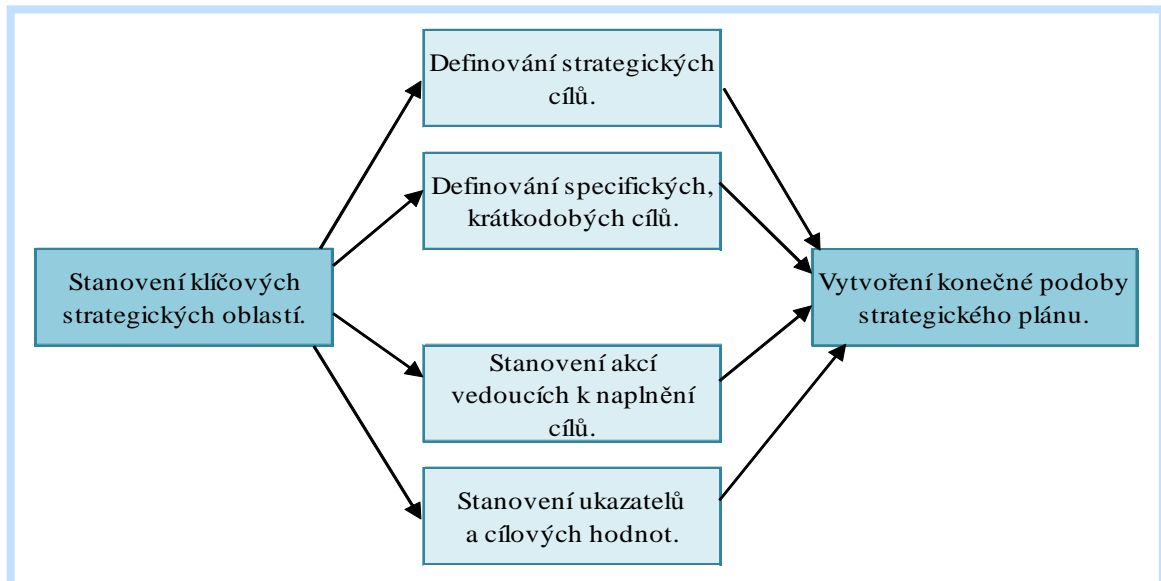 Definování strategických
cílů.
Definování specifických,
krátkodobých cílů.
Stanovení klíčových
strategických oblastí.
Vytvoření konečné podoby
strategického plánu.
Stanovení akcí
vedoucích k naplnění
cílů.
Stanovení ukazatelů
a cílových hodnot.